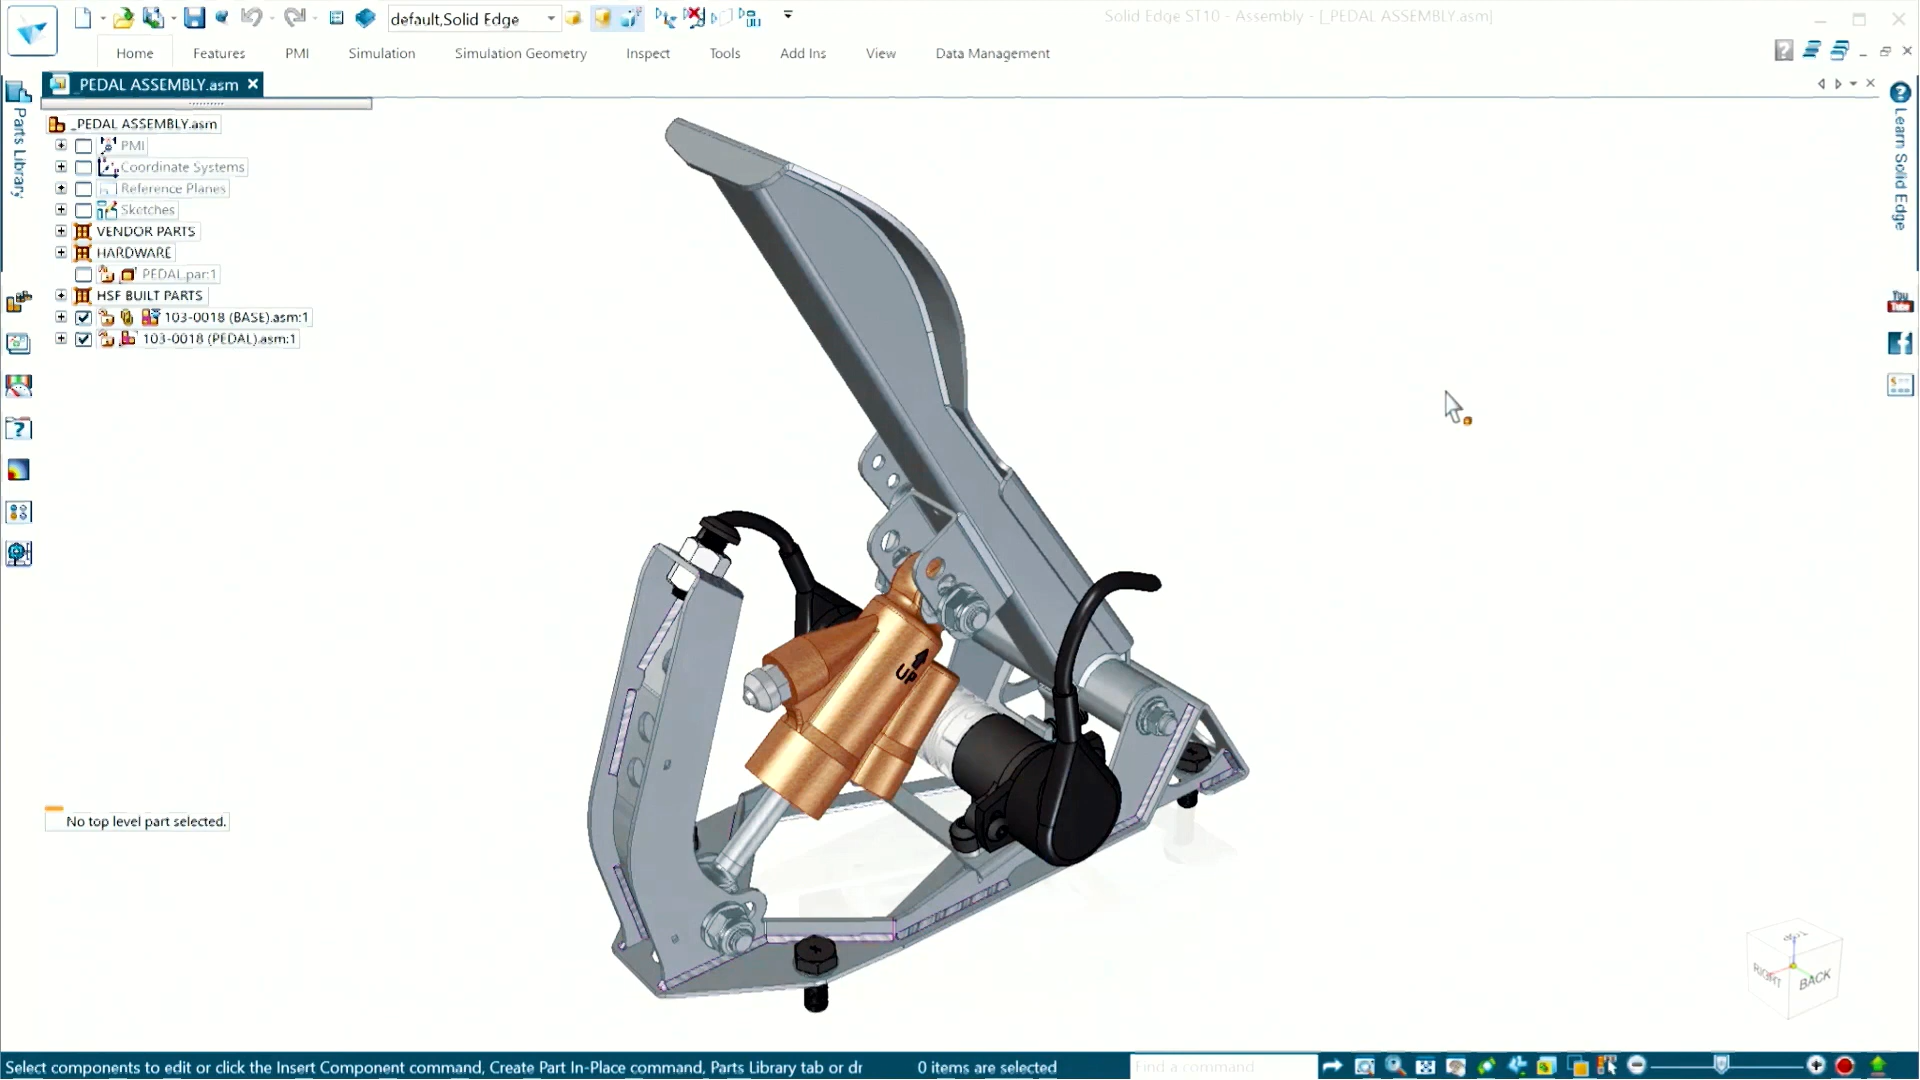 default,Solid Edge
Solid Edge ST10 - Assembly - [_PEDAL ASSEMBLY.asm]
Home Features PMI Simulation Simulation Geometry Inspect Tools Add Ins View Data Management
_PEDAL ASSEMBLY.asm
Parts Library
Learn Solid Edge
_PEDAL ASSEMBLY.asm
PMI
Coordinate Systems
Reference Planes
Sketches
VENDOR PARTS
HARDWARE
PEDAL.par:1
HSF BUILT PARTS
103-0018 (BASE).asm:1
103-0018 (PEDAL).asm:1
You
UP
No top level part selected.
TOP
RIGHT
BACK
Select components to edit or click the Insert Component command, Create Part In-Place command, Parts Library tab or dr
0 items are selected
Find a command